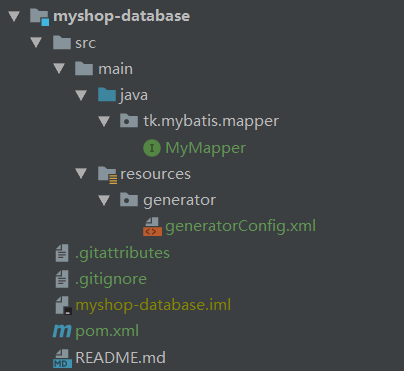 myshop-database
src
main
java
tk.mybatis.mapper
MyMapper
resources
generator
generatorConfig.xml
.gitattributes
.gitignore
myshop-database.iml
pom.xml
README.md